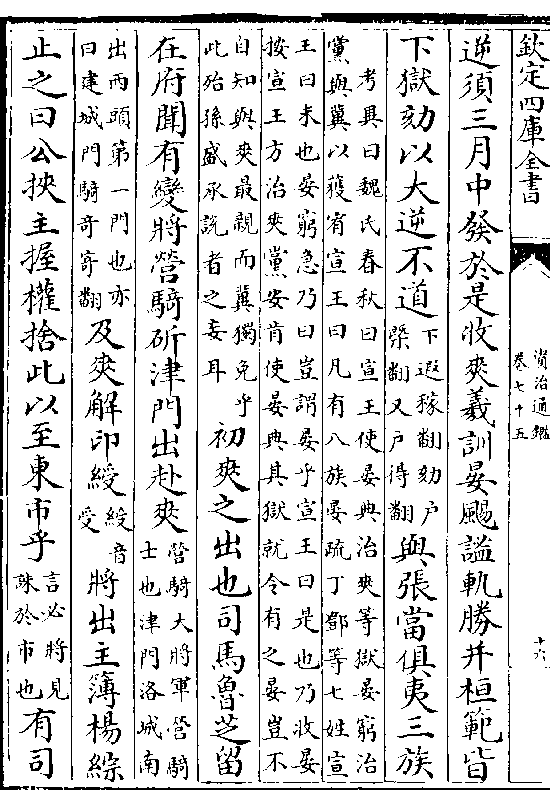 欽定四庫全書
資治通鑑
卷七十五
十六
逆須三月中發於是收爽羲訓晏颺謐軌勝并桓範皆
下獄劾以大逆不道下遐稼翻劾户
槩翻又户得翻與張當俱夷三族
考異曰魏氏春秋曰宣王使晏典治爽等獄晏窮治
黨與冀以獲宥宣王曰凡有八族晏疏丁鄧等七姓宣
王曰未也晏窮急乃曰豈謂晏乎宣王曰是也乃收晏
按宣王方治爽黨安肯使晏典其獄就令有之晏豈不
自知與爽最親而冀獨免乎
此殆孫盛承説者之妄耳初爽之出也司馬魯芝留
在府聞有變將營騎斫津門出赴爽營騎大將軍營騎
士也津門洛城南
出西頭第一門也亦
曰建城門騎奇寄翻及爽解印綬綬音
受將出主簿楊綜
止之曰公挾主握權捨此以至東市乎言必將見
誅於市也有司